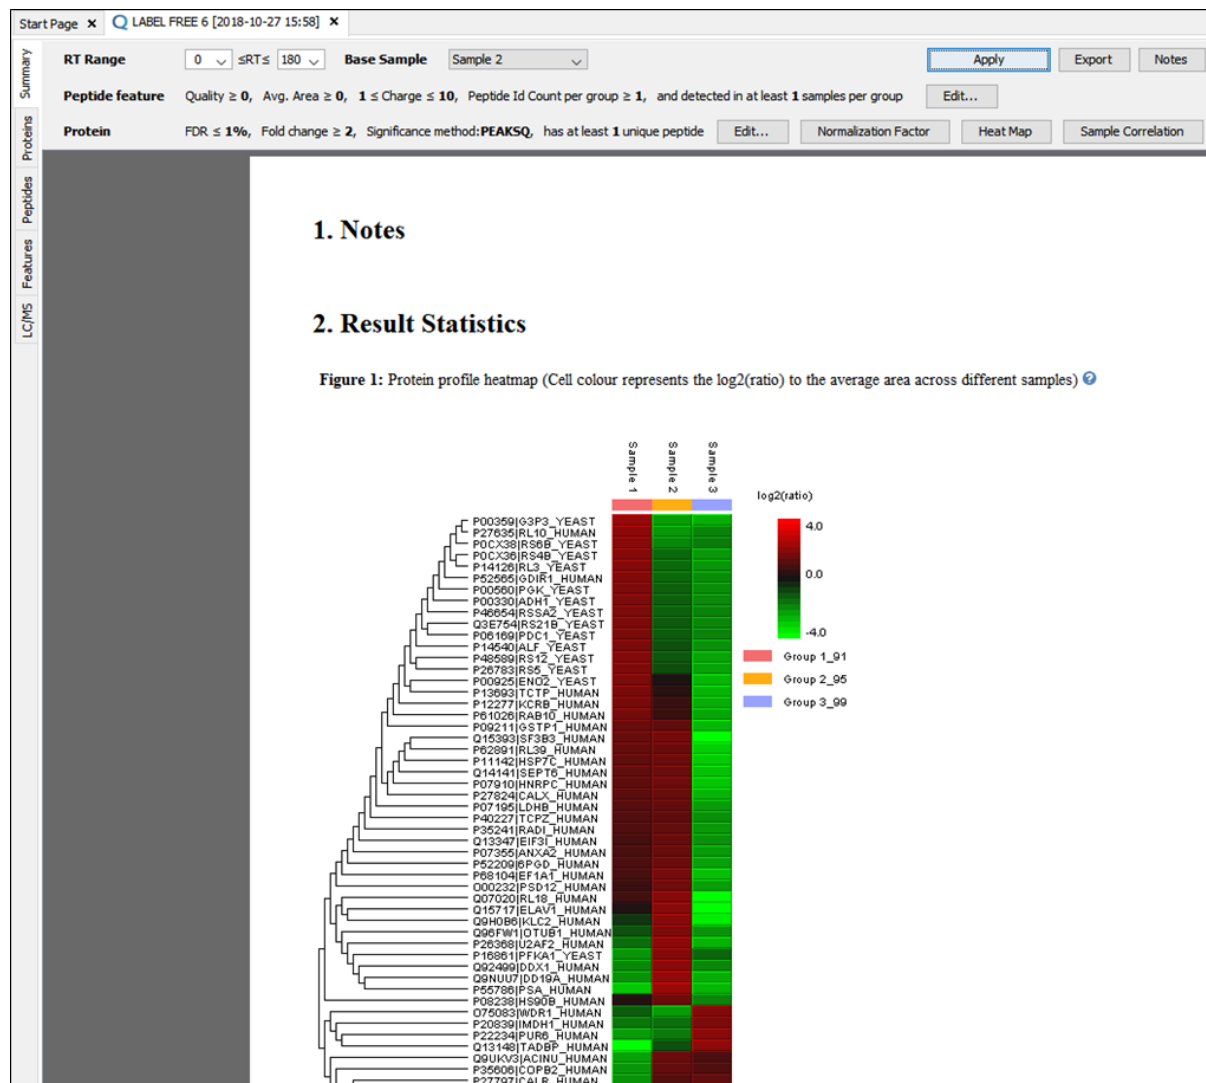 Start Page × Q LABEL FREE 6 [2018-10-27 15:58] ×
Summary
Proteins
Peptides
Features
LC/MS
RT Range 0 ≤RT≤ 180 Base Sample Sample 2 Apply Export Notes
Peptide feature Quality ≥ 0, Avg. Area ≥ 0, 1 ≤ Charge ≤ 10, Peptide Id Count per group ≥ 1, and detected in at least 1 samples per group Edit...
Protein FDR ≤ 1%, Fold change ≥ 2, Significance method:PEAKSQ, has at least 1 unique peptide Edit... Normalization Factor Heat Map Sample Correlation
1. Notes
2. Result Statistics
Figure 1: Protein profile heatmap (Cell colour represents the log2(ratio) to the average area across different samples) ?
Sample 1
Sample 2
Sample 3
log2(ratio)
4.0
0.0
-4.0
Group 1_91
Group 2_95
Group 3_99
P00359|G3P3_YEAST
P27635|RL10_HUMAN
P0CX38|RS6B_YEAST
P0CX36|RS4B_YEAST
P14126|RL3_YEAST
P52565|GDIR1_HUMAN
P00560|PGK_YEAST
P00330|ADH1_YEAST
P46654|RSSA2_YEAST
Q3E754|RS21B_YEAST
P06169|PDC1_YEAST
P14540|ALF_YEAST
P48589|RS12_YEAST
P26783|RS5_YEAST
P00925|ENO2_YEAST
P13693|TCTP_HUMAN
P12277|KCRB_HUMAN
P61026|RAB10_HUMAN
P09211|GSTP1_HUMAN
Q15393|SF3B3_HUMAN
P62891|RL39_HUMAN
P11142|HSP7C_HUMAN
Q14141|SEPT6_HUMAN
P07910|HNRPC_HUMAN
P27824|CALX_HUMAN
P07195|LDHB_HUMAN
P40227|TCPZ_HUMAN
P35241|RADI_HUMAN
Q13347|EIF3I_HUMAN
P07355|ANXA2_HUMAN
P52209|6PGD_HUMAN
P68104|EF1A1_HUMAN
O00232|PSD12_HUMAN
Q07020|RL18_HUMAN
Q15717|ELAV1_HUMAN
Q9H0B6|KLC2_HUMAN
Q96FW1|OTUB1_HUMAN
P26368|U2AF2_HUMAN
P16861|PFKA1_YEAST
Q92499|DDX1_HUMAN
Q9NUU7|DD19A_HUMAN
P55786|PSA_HUMAN
P08238|HS90B_HUMAN
O75083|WDR1_HUMAN
P20839|IMDH1_HUMAN
P22234|PUR6_HUMAN
Q13148|TADBP_HUMAN
Q9UKV3|ACINU_HUMAN
P35606|COPB2_HUMAN
P27797|CALR_HUMAN